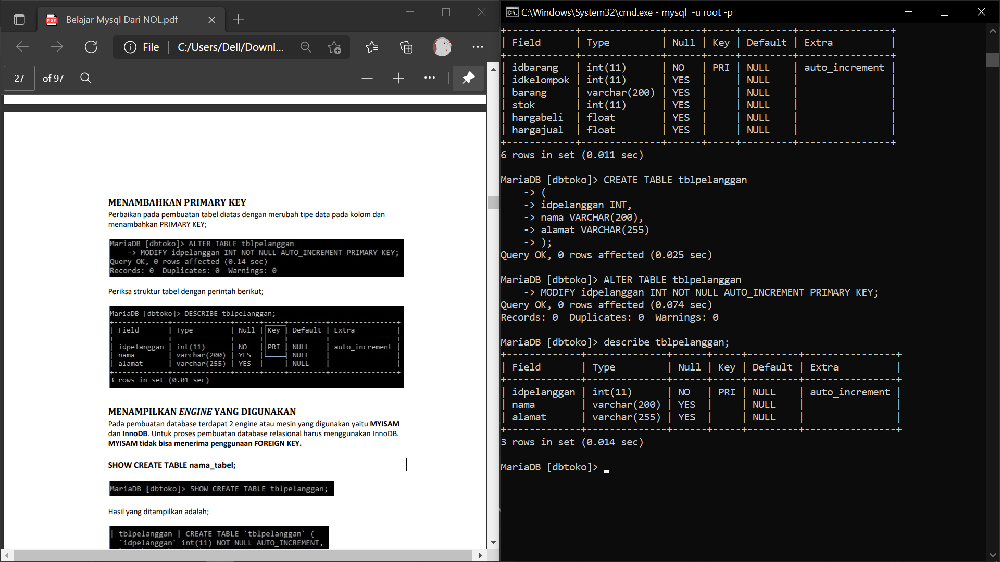 Belajar Mysql Dari NOL.pdf
File | C:/Users/Dell/Downl...
27 of 97
MENAMBAHKAN PRIMARY KEY
Perbaikan pada pembuatan tabel diatas dengan merubah tipe data pada kolom dan
menambahkan PRIMARY KEY;
MariaDB [dbtoko]> ALTER TABLE tblpelanggan
-> MODIFY idpelanggan INT NOT NULL AUTO_INCREMENT PRIMARY KEY;
Query OK, 0 rows affected (0.14 sec)
Records: 0 Duplicates: 0 Warnings: 0
Periksa struktur tabel dengan perintah berikut;
MariaDB [dbtoko]> DESCRIBE tblpelanggan;
+-------------+--------------+------+-----+---------+----------------+
| Field | Type | Null | Key | Default | Extra |
+-------------+--------------+------+-----+---------+----------------+
| idpelanggan | int(11) | NO | PRI | NULL | auto_increment |
| nama | varchar(200) | YES | | NULL | |
| alamat | varchar(255) | YES | | NULL | |
+-------------+--------------+------+-----+---------+----------------+
3 rows in set (0.01 sec)
MENAMPILKAN ENGINE YANG DIGUNAKAN
Pada pembuatan database terdapat 2 engine atau mesin yang digunakan yaitu MYISAM
dan InnoDB. Untuk proses pembuatan database relasional harus menggunakan InnoDB.
MYISAM tidak bisa menerima penggunaan FOREIGN KEY.
SHOW CREATE TABLE nama_tabel;
MariaDB [dbtoko]> SHOW CREATE TABLE tblpelanggan;
Hasil yang ditampilkan adalah;
| tblpelanggan | CREATE TABLE `tblpelanggan` (
`idpelanggan` int(11) NOT NULL AUTO_INCREMENT,
C:\Windows\System32\cmd.exe - mysql -u root -p
+------------+--------------+------+-----+---------+----------------+
| Field | Type | Null | Key | Default | Extra |
+------------+--------------+------+-----+---------+----------------+
| idbarang | int(11) | NO | PRI | NULL | auto_increment |
| idkelompok | int(11) | YES | | NULL | |
| barang | varchar(200) | YES | | NULL | |
| stok | int(11) | YES | | NULL | |
| hargabeli | float | YES | | NULL | |
| hargajual | float | YES | | NULL | |
+------------+--------------+------+-----+---------+----------------+
6 rows in set (0.011 sec)
MariaDB [dbtoko]> CREATE TABLE tblpelanggan
-> (
-> idpelanggan INT,
-> nama VARCHAR(200),
-> alamat VARCHAR(255)
-> );
Query OK, 0 rows affected (0.025 sec)
MariaDB [dbtoko]> ALTER TABLE tblpelanggan
-> MODIFY idpelanggan INT NOT NULL AUTO_INCREMENT PRIMARY KEY;
Query OK, 0 rows affected (0.074 sec)
Records: 0 Duplicates: 0 Warnings: 0
MariaDB [dbtoko]> describe tblpelanggan;
+-------------+--------------+------+-----+---------+----------------+
| Field | Type | Null | Key | Default | Extra |
+-------------+--------------+------+-----+---------+----------------+
| idpelanggan | int(11) | NO | PRI | NULL | auto_increment |
| nama | varchar(200) | YES | | NULL | |
| alamat | varchar(255) | YES | | NULL | |
+-------------+--------------+------+-----+---------+----------------+
3 rows in set (0.014 sec)
MariaDB [dbtoko]>